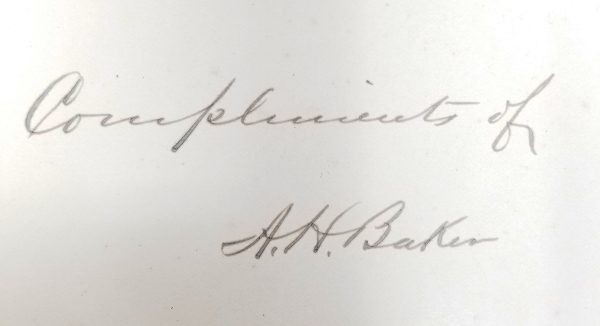 Compliments of
A. H. Baker